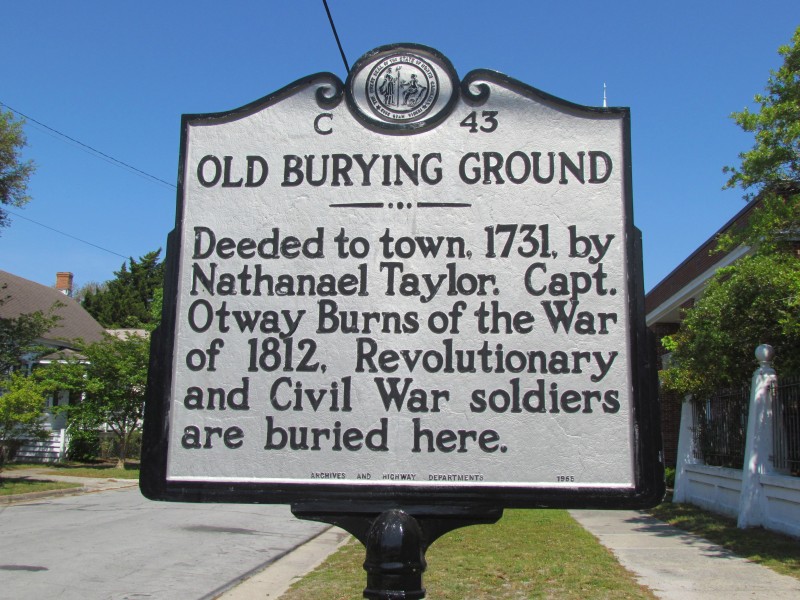 C 43
OLD BURYING GROUND
Deeded to town, 1731, by
Nathanael Taylor. Capt.
Otway Burns of the War
of 1812, Revolutionary
and Civil War soldiers
are buried here.
ARCHIVES AND HIGHWAY DEPARTMENTS 1965